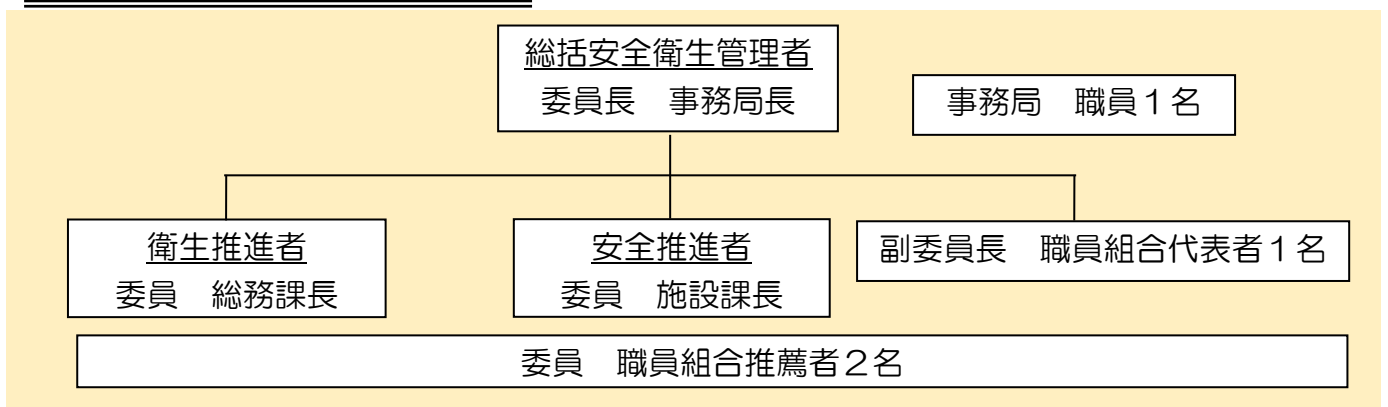 総括安全衛生管理者
委員長　事務局長
事務局　職員１名
衛生推進者
委員　総務課長
安全推進者
委員　施設課長
副委員長　職員組合代表者１名
委員　職員組合推薦者２名